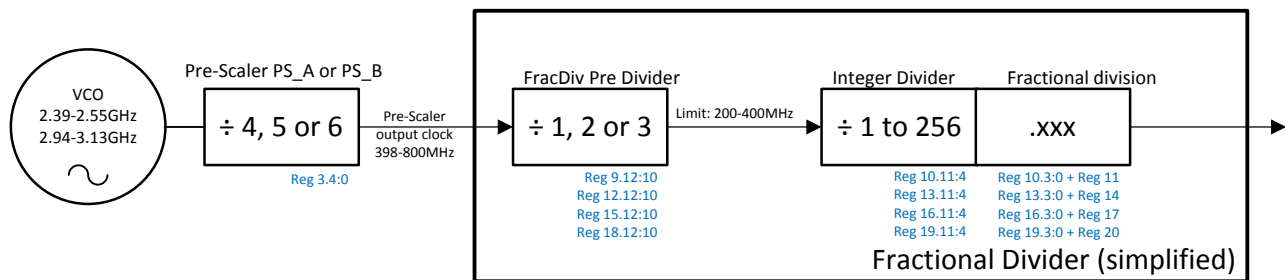 VCO
2.39-2.55GHz
2.94-3.13GHz
Pre-Scaler PS_A or PS_B
÷ 4, 5 or 6
Reg 3.4:0
Pre-Scaler
output clock
398-800MHz
FracDiv Pre Divider
÷ 1, 2 or 3
Reg 9.12:10
Reg 12.12:10
Reg 15.12:10
Reg 18.12:10
Limit: 200-400MHz
Integer Divider
÷ 1 to 256
Reg 10.11:4
Reg 13.11:4
Reg 16.11:4
Reg 19.11:4
Fractional division
.xxx
Reg 10.3:0 + Reg 11
Reg 13.3:0 + Reg 14
Reg 16.3:0 + Reg 17
Reg 19.3:0 + Reg 20
Fractional Divider (simplified)